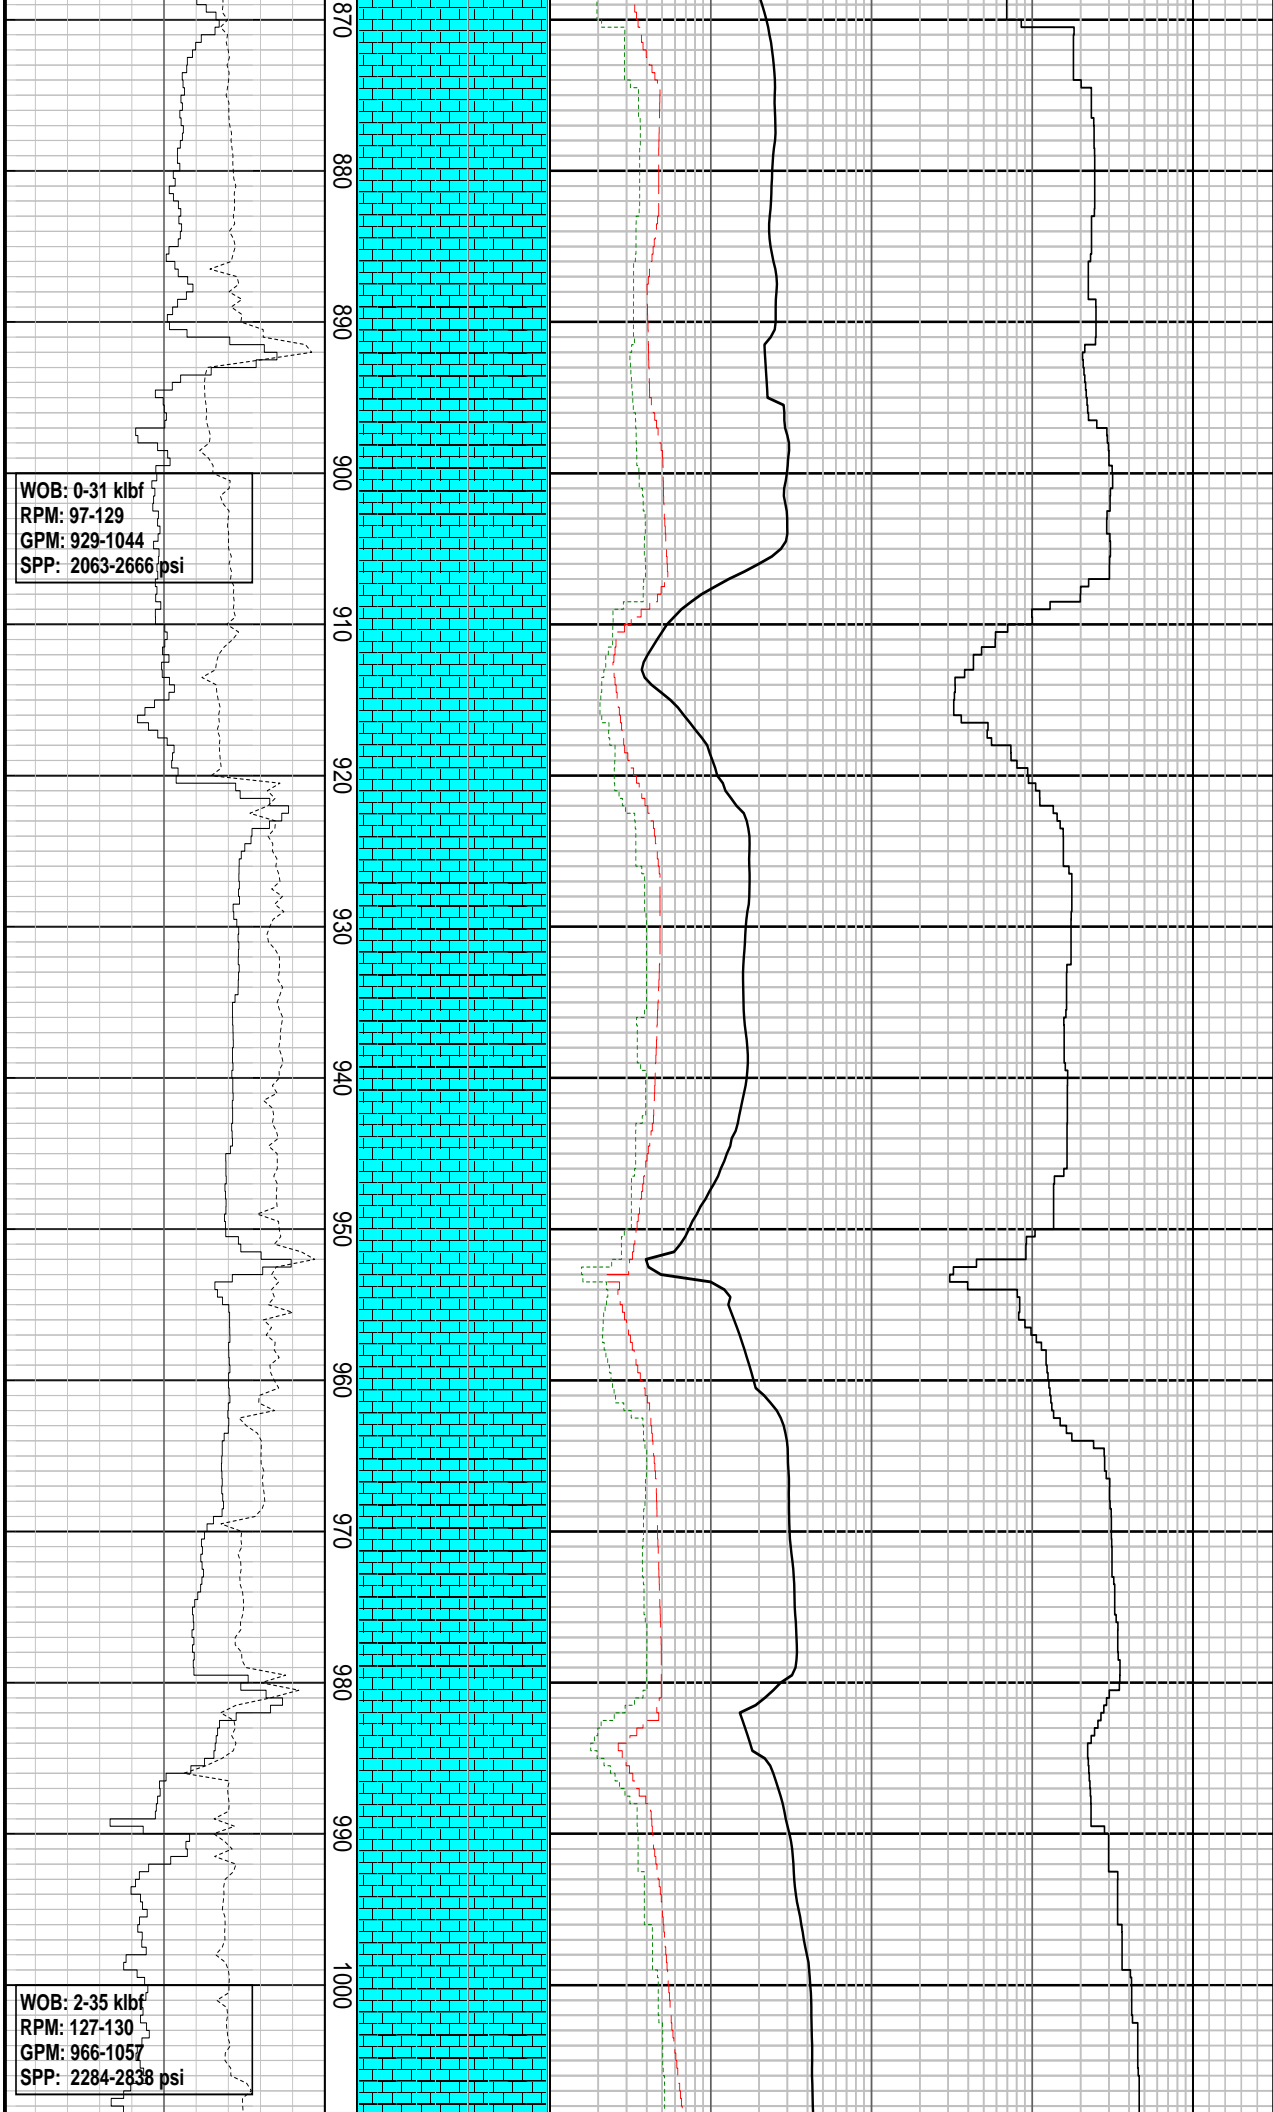 870
880
890
900
WOB: 0-31 klbf
RPM: 97-129
GPM: 929-1044
SPP: 2063-2666 psi
910
920
930
940
950
960
970
980
990
1000
WOB: 2-35 klbf
RPM: 127-130
GPM: 966-1057
SPP: 2284-2838 psi